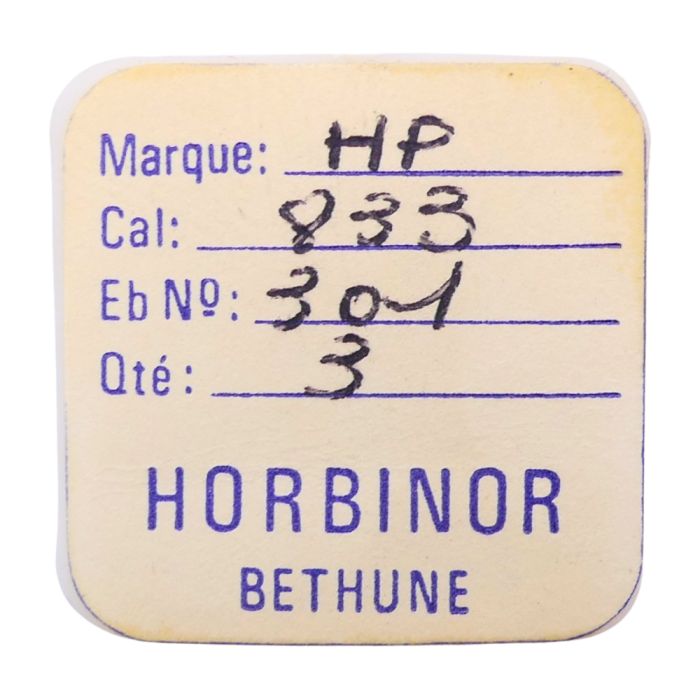 Marque: HP
Cal: 833
Eb Nº: 301
Qté: 3
HORBINOR
BETHUNE